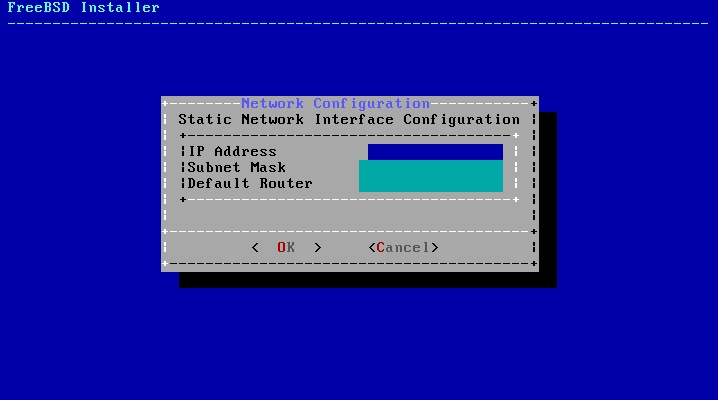 FreeBSD Installer
Network Configuration
Static Network Interface Configuration
IP Address
Subnet Mask
Default Router
< OK > <Cancel>